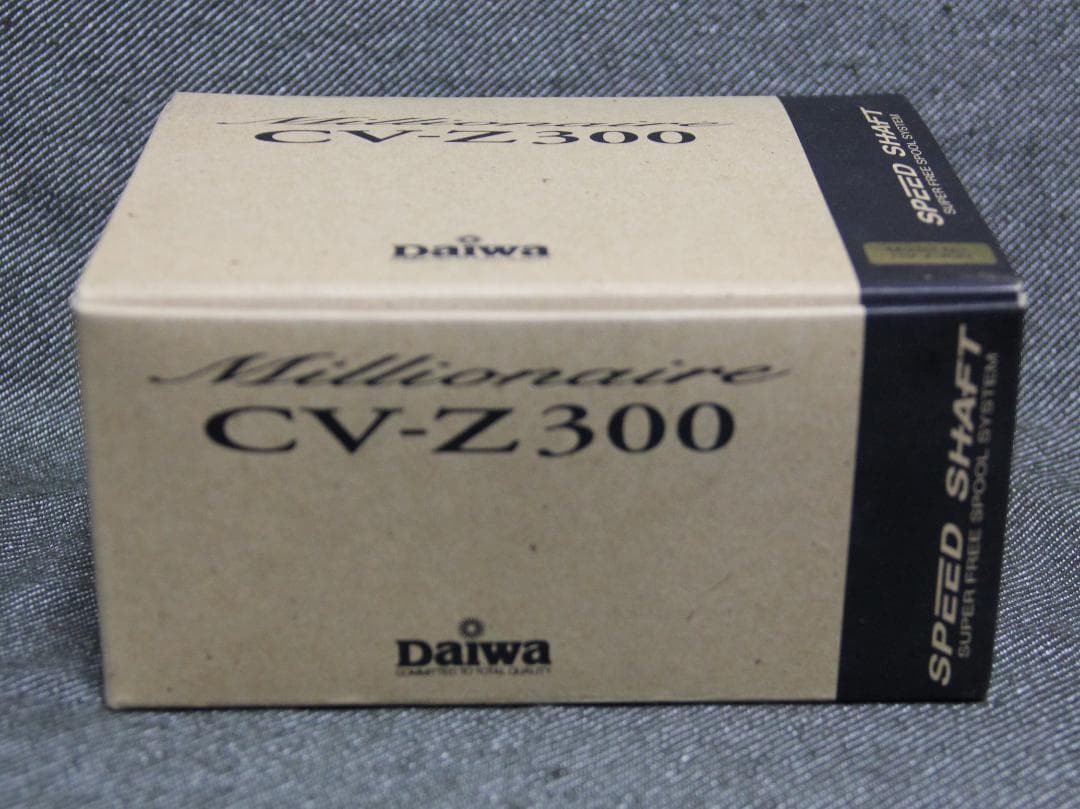 Millionaire
CV-Z300
Daiwa
SPEED SHAFT
SUPER FREE SPOOL SYSTEM
Millionaire
CV-Z300
Daiwa
COMMITTED TO TOTAL QUALITY
SPEED SHAFT
SUPER FREE SPOOL SYSTEM